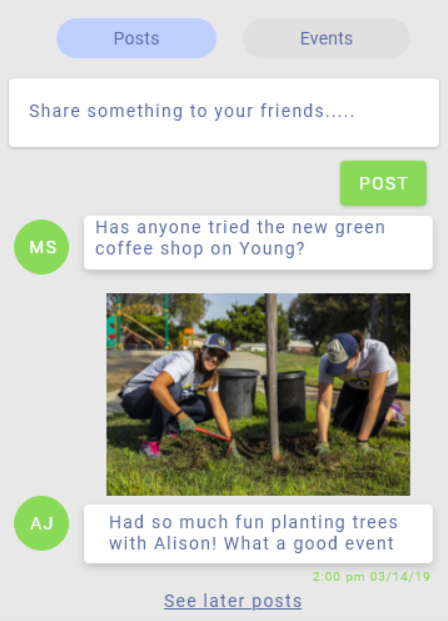 Posts
Events
Share something to your friends.....
POST
MS
Has anyone tried the new green
coffee shop on Young?
AJ
Had so much fun planting trees
with Alison! What a good event
2:00 pm 03/14/19
See later posts